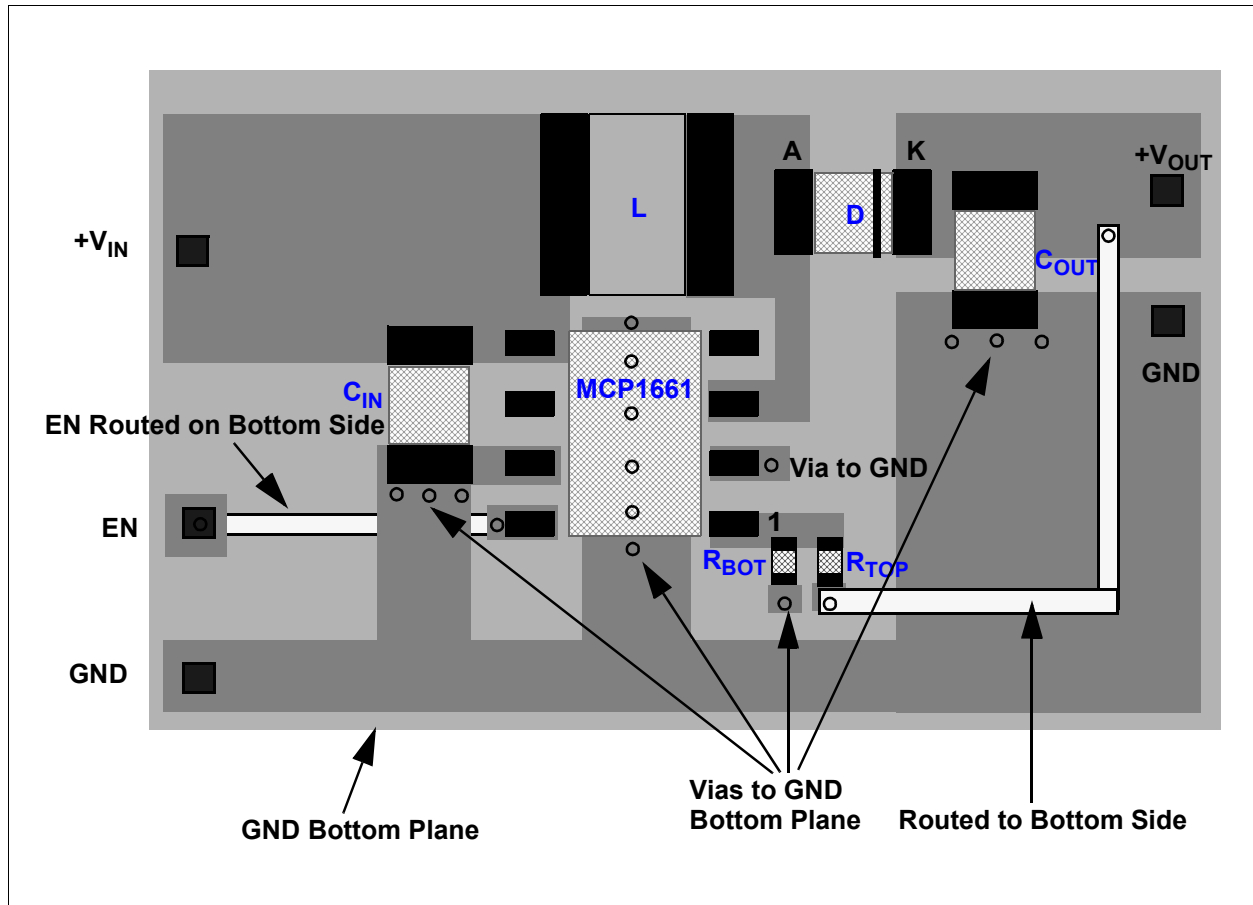 A
K
+VOUT
L
D
+VIN
COUT
GND
MCP1661
CIN
EN Routed on Bottom Side
Via to GND
EN
1
RBOT
RTOP
GND
Vias to GND
Bottom Plane
Routed to Bottom Side
GND Bottom Plane